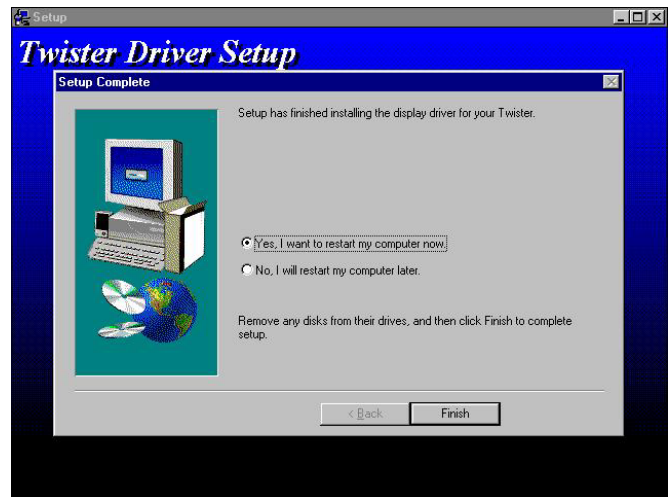 Setup
Twister Driver Setup
Setup Complete
Setup has finished installing the display driver for your Twister.
Yes, I want to restart my computer now.
No, I will restart my computer later.
Remove any disks from their drives, and then click Finish to complete
setup.
< Back
Finish